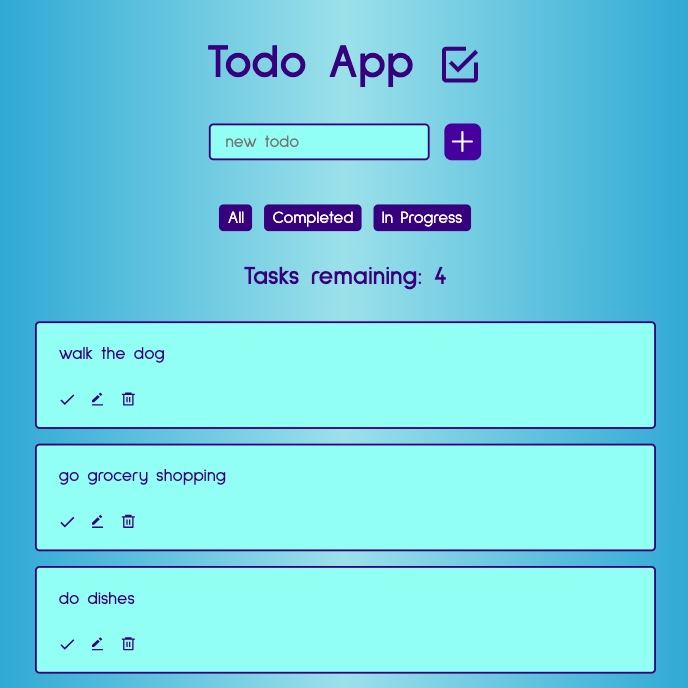 Todo App
new todo
All Completed In Progress
Tasks remaining: 4
walk the dog
go grocery shopping
do dishes